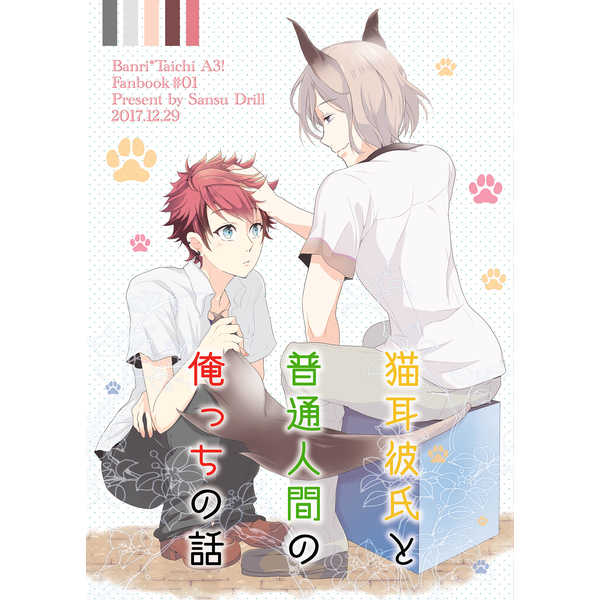 Banri*Taichi A3!
Fanbook #01
Present by Sansu Drill
2017.12.29
猫耳彼氏と
普通人間の
俺っちの話